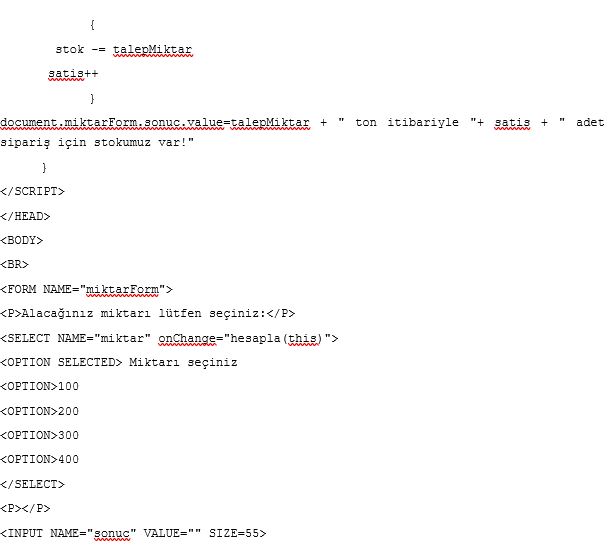 {
stok -= talepMiktar
satis++
}
document.miktarForm.sonuc.value=talepMiktar + " ton itibariyle "+ satis + " adet
sipariş için stokumuz var!"
}
</SCRIPT>
</HEAD>
<BODY>
<BR>
<FORM NAME="miktarForm">
<P>Alacağınız miktarı lütfen seçiniz:</P>
<SELECT NAME="miktar" onChange="hesapla(this)">
<OPTION SELECTED> Miktarı seçiniz
<OPTION>100
<OPTION>200
<OPTION>300
<OPTION>400
</SELECT>
<P></P>
<INPUT NAME="sonuc" VALUE="" SIZE=55>